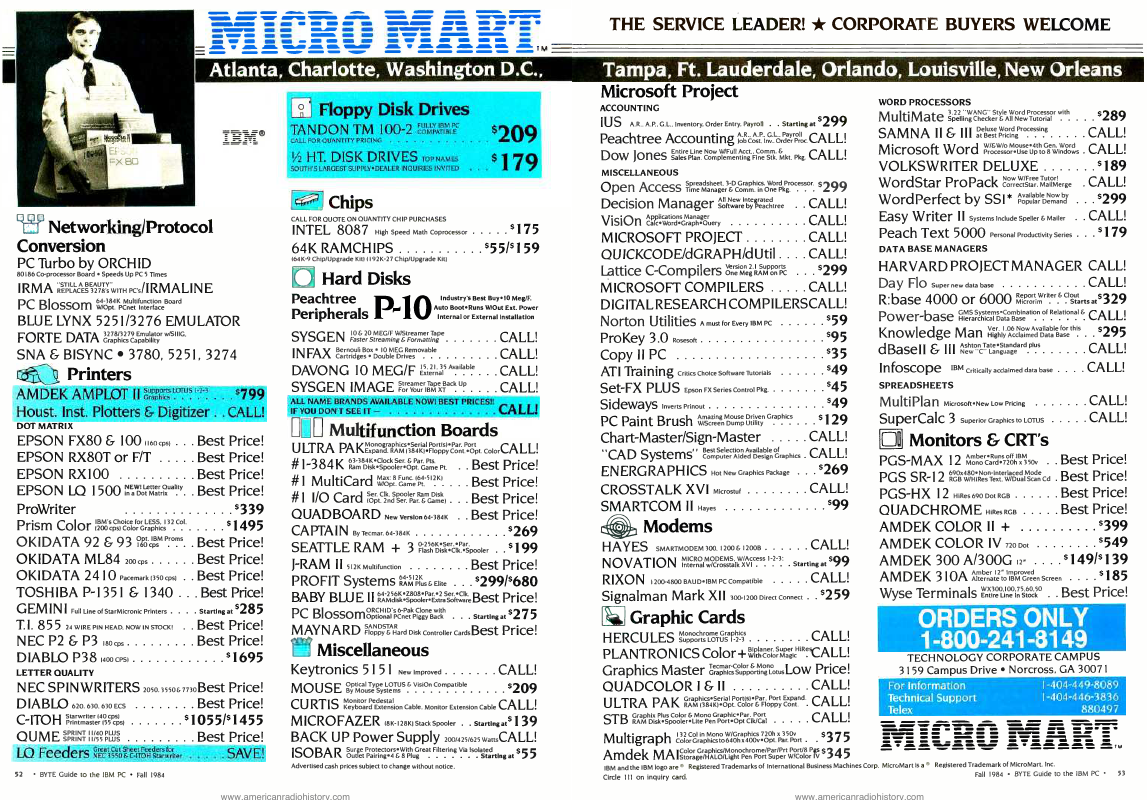 MICRO MART™
THE SERVICE LEADER! ★ CORPORATE BUYERS WELCOME
Atlanta, Charlotte, Washington D.C.,
Tampa, Ft. Lauderdale, Orlando, Louisville, New Orleans
IBM®
FX 80
Networking/Protocol
Conversion
PC Turbo by ORCHID
80186 Co-processor Board • Speeds Up PC 5 Times
IRMA "STILL A BEAUTY" REPLACES 3278's WITH PC's/IRMALINE
PC Blossom 64-384K Multifunction Board W/Opt. PCnet Interface
BLUE LYNX 5251/3276 EMULATOR
FORTE DATA 3278/3279 Emulator w/SIIIG, Graphics Capability
SNA & BISYNC • 3780, 5251, 3274
Printers
AMDEK AMPLOT II Supports LOTUS 1-2-3 Graphics . . . $799
Houst. Inst. Plotters & Digitizer . . CALL!
DOT MATRIX
EPSON FX80 & 100 (160 cps) . . . Best Price!
EPSON RX80T or F/T . . . Best Price!
EPSON RX100 . . . Best Price!
EPSON LQ 1500 NEW! Letter Quality in a Dot Matrix . . Best Price!
ProWriter . . . $339
Prism Color IBM's Choice for LESS, 132 Col. (200 cps) Color Graphics . . . $1495
OKIDATA 92 & 93 Opt. IBM Proms 160 cps . . . Best Price!
OKIDATA ML84 200 cps . . . Best Price!
OKIDATA 2410 Pacemark (350 cps) . . Best Price!
TOSHIBA P-1351 & 1340 . . . Best Price!
GEMINI Full Line of StarMicronic Printers . . . Starting at $285
T.I. 855 24 WIRE PIN HEAD. NOW IN STOCK! . . Best Price!
NEC P2 & P3 180 cps . . . Best Price!
DIABLO P38 (400 CPS) . . . $1695
LETTER QUALITY
NEC SPINWRITERS 2050, 3550 & 7730 Best Price!
DIABLO 620, 630, 630 ECS . . . Best Price!
C-ITOH Starwriter (40 cps) Printmaster (55 cps) . . . $1055/$1455
QUME SPRINT 11/40 PLUS SPRINT 11/55 PLUS . . . Best Price!
LQ Feeders Great Cut Sheet Feeders for NEC 3550 & C-ITOH Starwriter . . . SAVE!
52 • BYTE Guide to the IBM PC • Fall 1984
Floppy Disk Drives
TANDON TM 100-2 FULLY IBM PC COMPATIBLE $209
CALL FOR QUANTITY PRICING
½ HT. DISK DRIVES TOP NAMES $179
SOUTH'S LARGEST SUPPLY•DEALER INQUIRIES INVITED
Chips
CALL FOR QUOTE ON QUANTITY CHIP PURCHASES
INTEL 8087 High Speed Math Coprocessor . . . $175
64K RAMCHIPS . . . $55/$159
(64K-9 Chip/Upgrade Kit) (192K-27 Chip/Upgrade Kit)
Hard Disks
Peachtree Peripherals P-10 Industry's Best Buy•10 Meg/F, Auto Boot•Runs W/Out Ext. Power Internal or External Installation
SYSGEN 10 & 20 MEG/F W/Streamer Tape Faster Streaming & Formatting . . . CALL!
INFAX Bernouli Box • 10 MEG Removable Cartridges • Double Drives . . . CALL!
DAVONG 10 MEG/F 15, 21, 35 Available External . . . CALL!
SYSGEN IMAGE Streamer Tape Back Up For Your IBM XT . . . CALL!
ALL NAME BRANDS AVAILABLE NOW! BEST PRICES!!
IF YOU DON'T SEE IT — . . . CALL!
Multifunction Boards
ULTRA PAK Monographics•Serial Port(s)•Par. Port Expand. RAM (384K)•Floppy Cont.•Opt. Color CALL!
#1-384K 63-384K•Clock Ser. & Par. Pts. Ram Disk•Spooler•Opt. Game Pt. . . Best Price!
#1 MultiCard Max: 8 Func. (64-512K) W/Opt. Game Pt. . . . Best Price!
#1 I/O Card Ser. Clk. Spooler Ram Disk (Opt. 2nd Ser. Par. & Game) . . . Best Price!
QUADBOARD New Version 64-384K . . Best Price!
CAPTAIN By Tecmar, 64-384K . . . $269
SEATTLE RAM + 3 0-256K•Ser.•Par. Flash Disk•Clk.•Spooler . . $199
J-RAM II 512K Multifunction . . . Best Price!
PROFIT Systems 64-512K RAM Plus & Elite . . . $299/$680
BABY BLUE II 64-256K•Z80B•Par.•2 Ser.•Clk. RAMdisk•Spooler•Extra Software Best Price!
PC Blossom ORCHID's 6-Pak Clone with Optional PCnet Piggy Back . . . Starting at $275
MAYNARD SANDSTAR Floppy & Hard Disk Controller Cards Best Price!
Miscellaneous
Keytronics 5151 New Improved . . . CALL!
MOUSE Optical Type LOTUS & VisiOn Compatible By Mouse Systems . . . $209
CURTIS Monitor Pedestal Keyboard Extension Cable, Monitor Extension Cable CALL!
MICROFAZER (8K-128K) Stack Spooler . . Starting at $139
BACK UP Power Supply 200/425/625 Watts CALL!
ISOBAR Surge Protectors•With Great Filtering Via Isolated Outlet Pairing•4 & 8 Plug . . . Starting at $55
Advertised cash prices subject to change without notice.
Microsoft Project
ACCOUNTING
IUS A.R., A.P., G.L., Inventory, Order Entry, Payroll . . Starting at $299
Peachtree Accounting A.R., A.P., G.L., Payroll Job Cost. Inv. Order Proc. CALL!
Dow Jones Entire Line Now W/Full Acct., Comm. & Sales Plan. Complementing Fine Stk. Mkt. Pkg. CALL!
MISCELLANEOUS
Open Access Spreadsheet, 3-D Graphics, Word Processor, Time Manager & Comm. in One Pkg. . . . $299
Decision Manager All New Integrated Software by Peachtree . . CALL!
VisiOn Applications Manager Calc•Word•Graph•Query . . . CALL!
MICROSOFT PROJECT . . . CALL!
QUICKCODE/dGRAPH/dUtil . . . CALL!
Lattice C-Compilers Version 2.1 Supports One Meg RAM on PC . . . $299
MICROSOFT COMPILERS . . . CALL!
DIGITAL RESEARCH COMPILERS CALL!
Norton Utilities A must for Every IBM PC . . . $59
ProKey 3.0 Rosesoft . . . $95
Copy II PC . . . $35
ATI Training Critics Choice Software Tutorials . . . $49
Set-FX PLUS Epson FX Series Control Pkg. . . . $45
Sideways Inverts Printout . . . $49
PC Paint Brush Amazing Mouse Driven Graphics W/Screen Dump Utility . . . $129
Chart-Master/Sign-Master . . . CALL!
"CAD Systems" Best Selection Available of Computer Aided Design Graphics . CALL!
ENERGRAPHICS Hot New Graphics Package . . . $269
CROSSTALK XVI Microstuf . . . CALL!
SMARTCOM II Hayes . . . $99
Modems
HAYES SMARTMODEM 300, 1200 & 1200B . . . CALL!
NOVATION MICRO MODEMS, W/Access 1-2-3: Internal w/Crosstalk XVI . . . Starting at $99
RIXON 1200-4800 BAUD•IBM PC Compatible . . . CALL!
Signalman Mark XII 300-1200 Direct Connect . . $259
Graphic Cards
HERCULES Monochrome Graphics Supports LOTUS 1-2-3 . . . CALL!
PLANTRONICS Color + Biplaner, Super HiRes With Color Magic . CALL!
Graphics Master Tecmar-Color & Mono Graphics Supporting Lotus Low Price!
QUADCOLOR I & II . . . CALL!
ULTRA PAK Graphics•Serial Port(s)•Par. Port Expand. RAM (384K)•Opt. Color & Floppy Cont. CALL!
STB Graphix Plus Color & Mono Graphic•Par. Port RAM Disk•Spooler•Lite Pen/Port•Opt Clk/Cal . . . CALL!
Multigraph 132 Col in Mono W/Graphics 720h x 350v Color Graphics to 640h x 400v•Opt. Par. Port . . $375
Amdek MAI Color Graphics/Monochrome/Par/Prt Port/8 Pgs Storage/HALO/Light Pen Port Super W/Color IV $345
IBM and the IBM logo are ® Registered Trademarks of International Business Machines Corp. MicroMart is a ® Registered Trademark of MicroMart, Inc.
Circle 111 on inquiry card.
WORD PROCESSORS
MultiMate 3.22 "WANG" Style Word Processor with Spelling Checker & All New Tutorial . . . $289
SAMNA II & III Deluxe Word Processing at Best Pricing . . . CALL!
Microsoft Word W/&W/o Mouse•4th Gen. Word Processor•Use Up to 8 Windows . CALL!
VOLKSWRITER DELUXE . . . $189
WordStar ProPack Now W/Free Tutor! CorrectStar, MailMerge . CALL!
WordPerfect by SSI* Available Now by Popular Demand . . . $299
Easy Writer II Systems Include Speller & Mailer . . CALL!
Peach Text 5000 Personal Productivity Series . . . $179
DATA BASE MANAGERS
HARVARD PROJECT MANAGER CALL!
Day Flo Super new data base . . . CALL!
R:base 4000 or 6000 Report Writer & Clout Microrim . . . Starts at $329
Power-base GMS Systems•Combination of Relational & Hierarchical Data Base . . . CALL!
Knowledge Man Ver. 1.06 Now Available for this Highly Acclaimed Data Base . . . $295
dBaseII & III Ashton Tate•Standard plus New "C" Language . . . CALL!
Infoscope IBM Critically acclaimed data base . . . . CALL!
SPREADSHEETS
MultiPlan Microsoft•New Low Pricing . . . CALL!
SuperCalc 3 Superior Graphics to LOTUS . . . CALL!
Monitors & CRT's
PGS-MAX 12 Amber•Runs off IBM Mono Card•720h x 350v . . Best Price!
PGS SR-12 690x480•Non-Interlaced Mode RGB W/HiRes Text, W/Dual Scan Cd. Best Price!
PGS-HX 12 HiRes 690 Dot RGB . . . Best Price!
QUADCHROME HiRes RGB . . . Best Price!
AMDEK COLOR II + . . . $399
AMDEK COLOR IV 720 Dot . . . $549
AMDEK 300 A/300G 12" . . . $149/$139
AMDEK 310A Amber 12" Improved Alternate to IBM Green Screen . . . $185
Wyse Terminals WX100,100,75,60,50 Entire Line In Stock . . Best Price!
ORDERS ONLY
1-800-241-8149
TECHNOLOGY CORPORATE CAMPUS
3159 Campus Drive • Norcross, GA 30071
For Information 1-404-449-8089
Technical Support 1-404-446-3836
Telex 880497
MICRO MART™
Fall 1984 • BYTE Guide to the IBM PC • 53
www.americanradiohistory.com
www.americanradiohistory.com